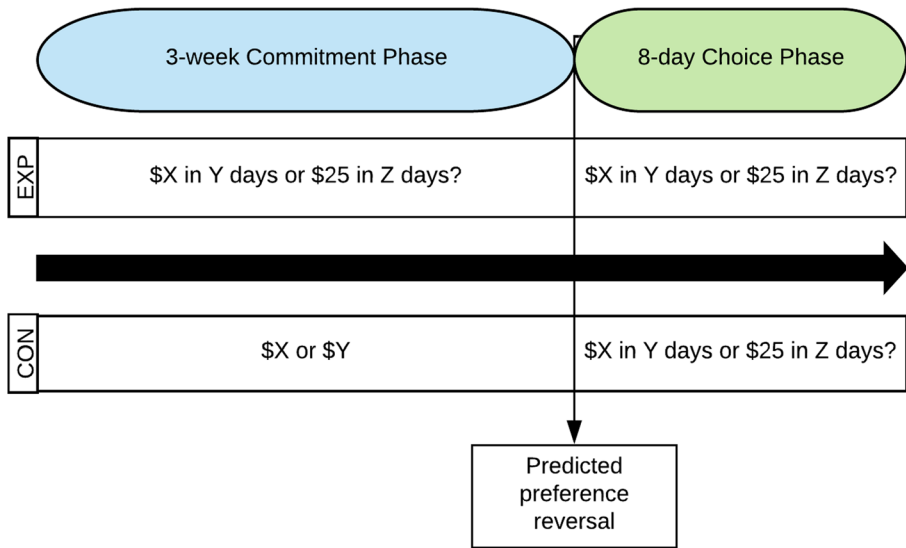 3-week Commitment Phase
8-day Choice Phase
EXP
$X in Y days or $25 in Z days?
$X in Y days or $25 in Z days?
CON
$X or $Y
$X in Y days or $25 in Z days?
Predicted
preference
reversal